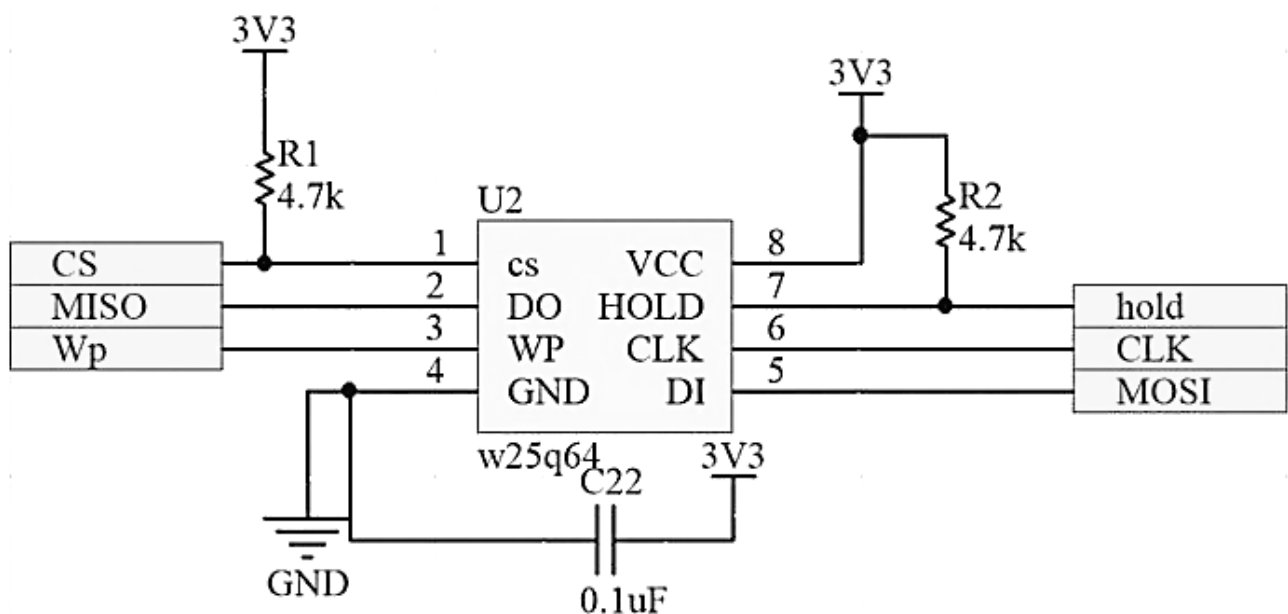 3V3
3V3
R1
4.7k
U2
R2
4.7k
CS
1
cs
VCC
8
MISO
2
DO
HOLD
7
hold
Wp
3
WP
CLK
6
CLK
4
GND
DI
5
MOSI
w25q64
3V3
C22
GND
0.1uF